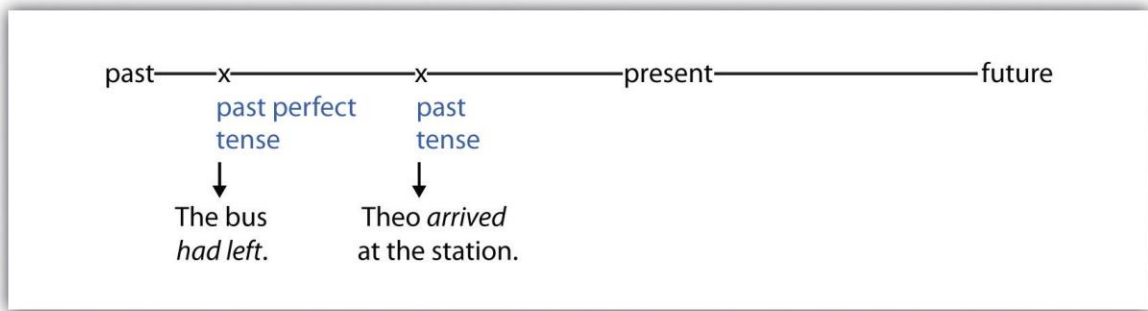 past x x present future
past perfect past
tense tense
The bus Theo arrived
had left. at the station.